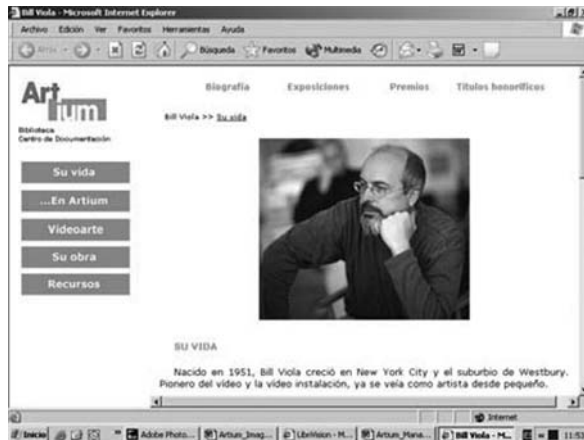 Bill Viola - Microsoft Internet Explorer
Archivo Edición Ver Favoritos Herramientas Ayuda
Atrás Búsqueda Favoritos Multimedia
Artium
Biblioteca
Centro de Documentación
Biografía Exposiciones Premios Títulos honoríficos
Bill Viola >> Su vida
Su vida
...En Artium
Videoarte
Su obra
Recursos
SU VIDA
Nacido en 1951, Bill Viola creció en New York City y el suburbio de Westbury.
Pionero del vídeo y la vídeo instalación, ya se veía como artista desde pequeño.
Internet
Inicio Adobe Photo... Artium_Imag... LibriVision - M... Artium_Mana... Bill Viola - M...